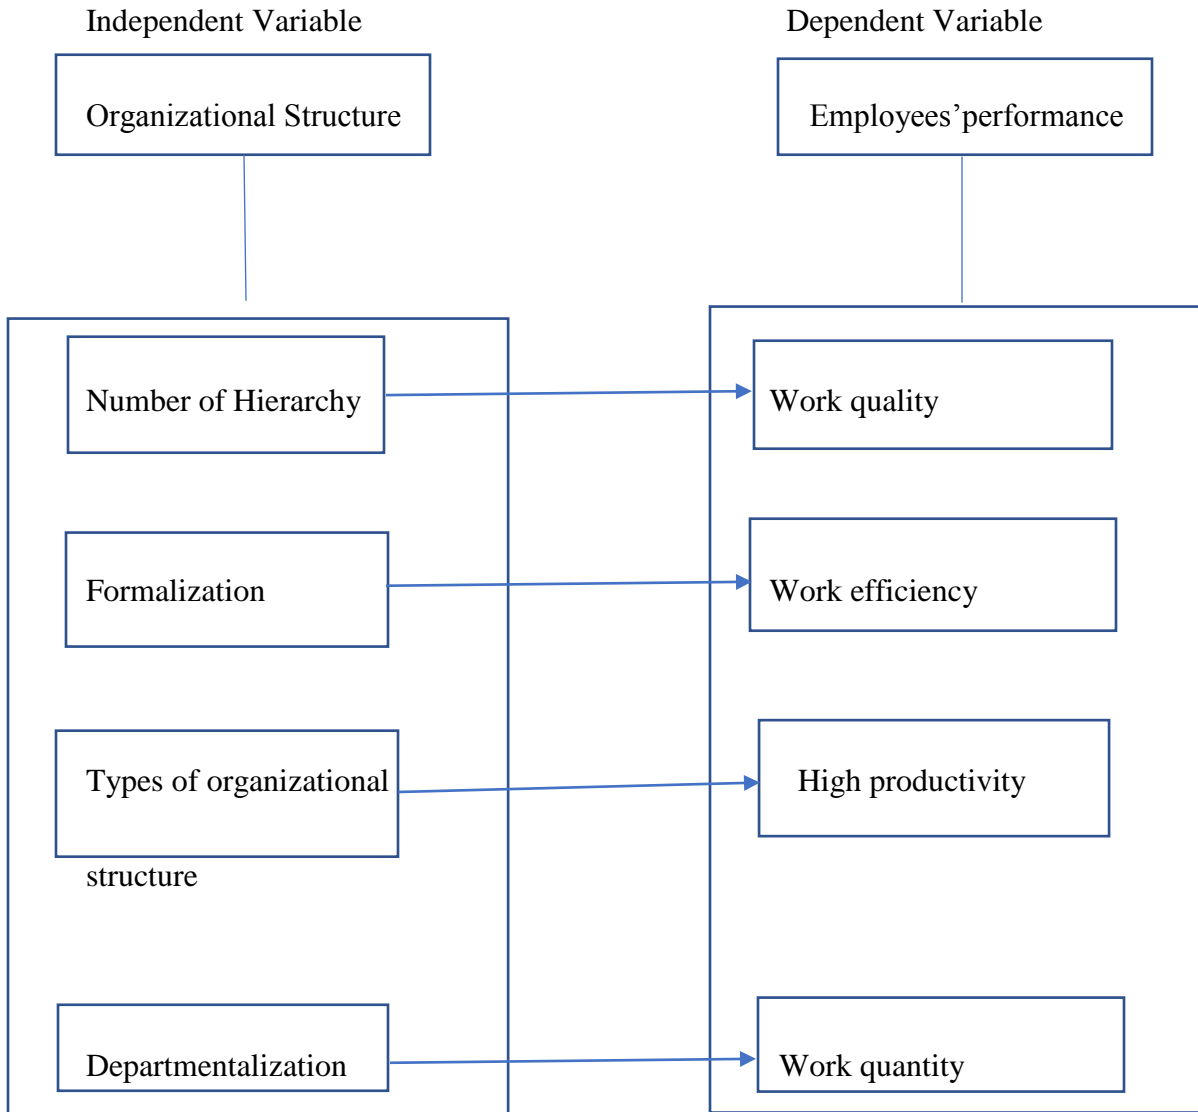 Independent Variable
Dependent Variable
Organizational Structure
Employees’performance
Number of Hierarchy
Work quality
Formalization
Work efficiency
Types of organizational
structure
High productivity
Departmentalization
Work quantity